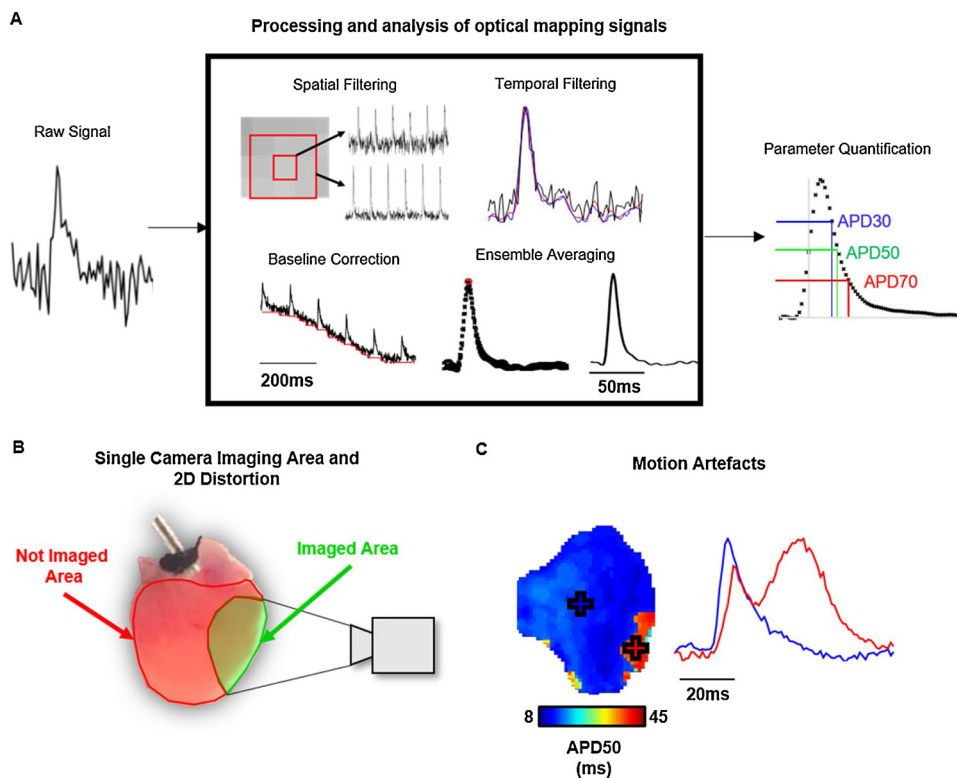 A
Processing and analysis of optical mapping signals
Raw Signal
Spatial Filtering
Temporal Filtering
Baseline Correction
200ms
Ensemble Averaging
50ms
Parameter Quantification
APD30
APD50
APD70
B
Single Camera Imaging Area and
2D Distortion
Not Imaged
Area
Imaged Area
C
Motion Artefacts
20ms
8
45
APD50
(ms)